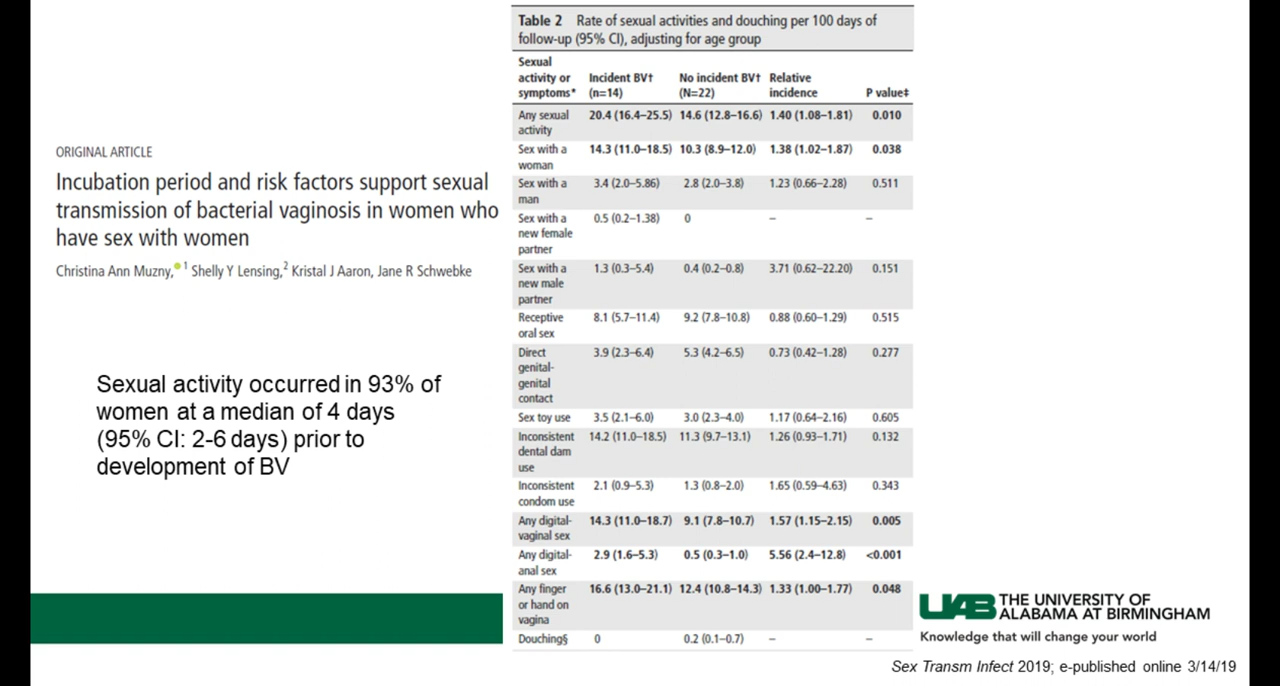 ORIGINAL ARTICLE
Incubation period and risk factors support sexual
transmission of bacterial vaginosis in women who
have sex with women
Christina Ann Muzny,¹ Shelly Y Lensing,² Kristal J Aaron, Jane R Schwebke
Sexual activity occurred in 93% of
women at a median of 4 days
(95% CI: 2-6 days) prior to
development of BV
Table 2 Rate of sexual activities and douching per 100 days of
follow-up (95% CI), adjusting for age group
Sexual
activity or Incident BV† No incident BV† Relative
symptoms* (n=14) (N=22) incidence P value‡
Any sexual 20.4 (16.4–25.5) 14.6 (12.8–16.6) 1.40 (1.08–1.81) 0.010
activity
Sex with a 14.3 (11.0–18.5) 10.3 (8.9–12.0) 1.38 (1.02–1.87) 0.038
woman
Sex with a 3.4 (2.0–5.86) 2.8 (2.0–3.8) 1.23 (0.66–2.28) 0.511
man
Sex with a 0.5 (0.2–1.38) 0 – –
new female
partner
Sex with a 1.3 (0.3–5.4) 0.4 (0.2–0.8) 3.71 (0.62–22.20) 0.151
new male
partner
Receptive 8.1 (5.7–11.4) 9.2 (7.8–10.8) 0.88 (0.60–1.29) 0.515
oral sex
Direct 3.9 (2.3–6.4) 5.3 (4.2–6.5) 0.73 (0.42–1.28) 0.277
genital-
genital
contact
Sex toy use 3.5 (2.1–6.0) 3.0 (2.3–4.0) 1.17 (0.64–2.16) 0.605
Inconsistent 14.2 (11.0–18.5) 11.3 (9.7–13.1) 1.26 (0.93–1.71) 0.132
dental dam
use
Inconsistent 2.1 (0.9–5.3) 1.3 (0.8–2.0) 1.65 (0.59–4.63) 0.343
condom use
Any digital- 14.3 (11.0–18.7) 9.1 (7.8–10.7) 1.57 (1.15–2.15) 0.005
vaginal sex
Any digital- 2.9 (1.6–5.3) 0.5 (0.3–1.0) 5.56 (2.4–12.8) <0.001
anal sex
Any finger 16.6 (13.0–21.1) 12.4 (10.8–14.3) 1.33 (1.00–1.77) 0.048
or hand on
vagina
Douching§ 0 0.2 (0.1–0.7) – –
UAB THE UNIVERSITY OF
ALABAMA AT BIRMINGHAM
Knowledge that will change your world
Sex Transm Infect 2019; e-published online 3/14/19